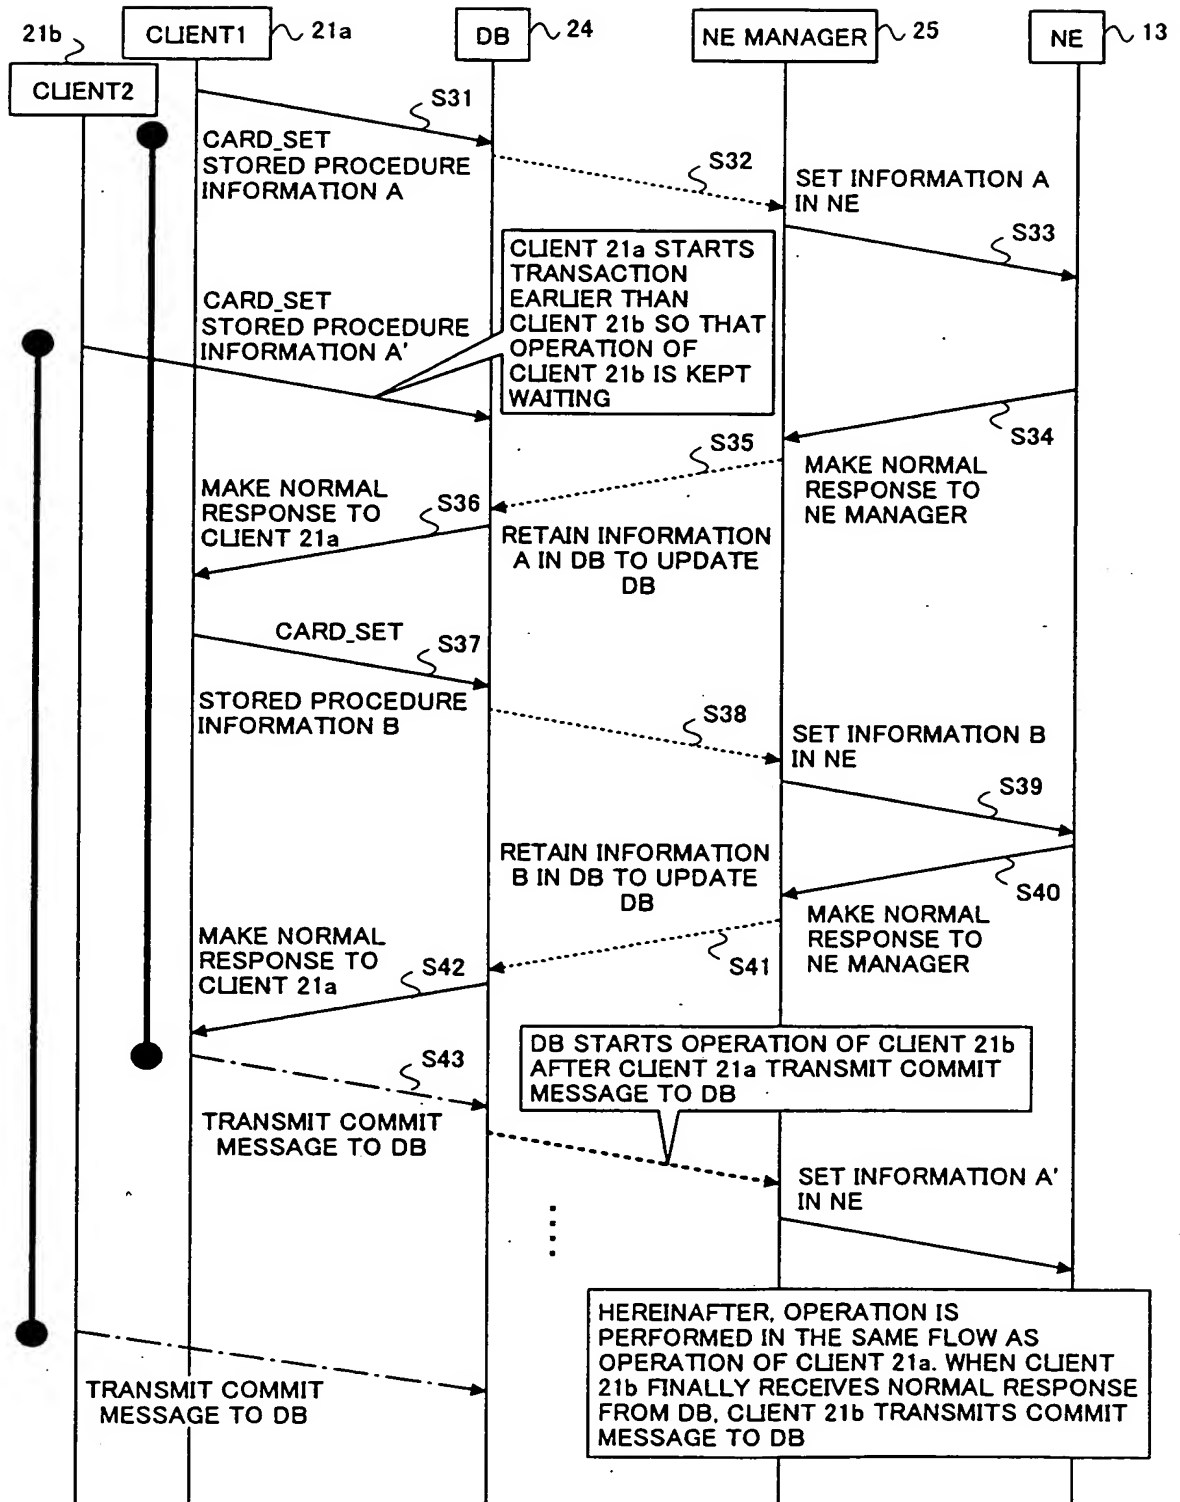 21b
CLIENT1
21a
DB
24
NE MANAGER
25
NE
13
CLIENT2
S31
CARD_SET
STORED PROCEDURE
INFORMATION A
S32
SET INFORMATION A
IN NE
S33
CLIENT 21a STARTS
TRANSACTION
EARLIER THAN
CLIENT 21b SO THAT
OPERATION OF
CLIENT 21b IS KEPT
WAITING
CARD_SET
STORED PROCEDURE
INFORMATION A'
S34
S35
MAKE NORMAL
RESPONSE TO
NE MANAGER
MAKE NORMAL
RESPONSE TO
CLIENT 21a
S36
RETAIN INFORMATION
A IN DB TO UPDATE
DB
CARD_SET
S37
STORED PROCEDURE
INFORMATION B
S38
SET INFORMATION B
IN NE
S39
RETAIN INFORMATION
B IN DB TO UPDATE
DB
S40
MAKE NORMAL
RESPONSE TO
NE MANAGER
MAKE NORMAL
RESPONSE TO
CLIENT 21a
S41
S42
DB STARTS OPERATION OF CLIENT 21b
AFTER CLIENT 21a TRANSMIT COMMIT
MESSAGE TO DB
S43
TRANSMIT COMMIT
MESSAGE TO DB
SET INFORMATION A'
IN NE
HEREINAFTER, OPERATION IS
PERFORMED IN THE SAME FLOW AS
OPERATION OF CLIENT 21a. WHEN CLIENT
21b FINALLY RECEIVES NORMAL RESPONSE
FROM DB, CLIENT 21b TRANSMITS COMMIT
MESSAGE TO DB
TRANSMIT COMMIT
MESSAGE TO DB